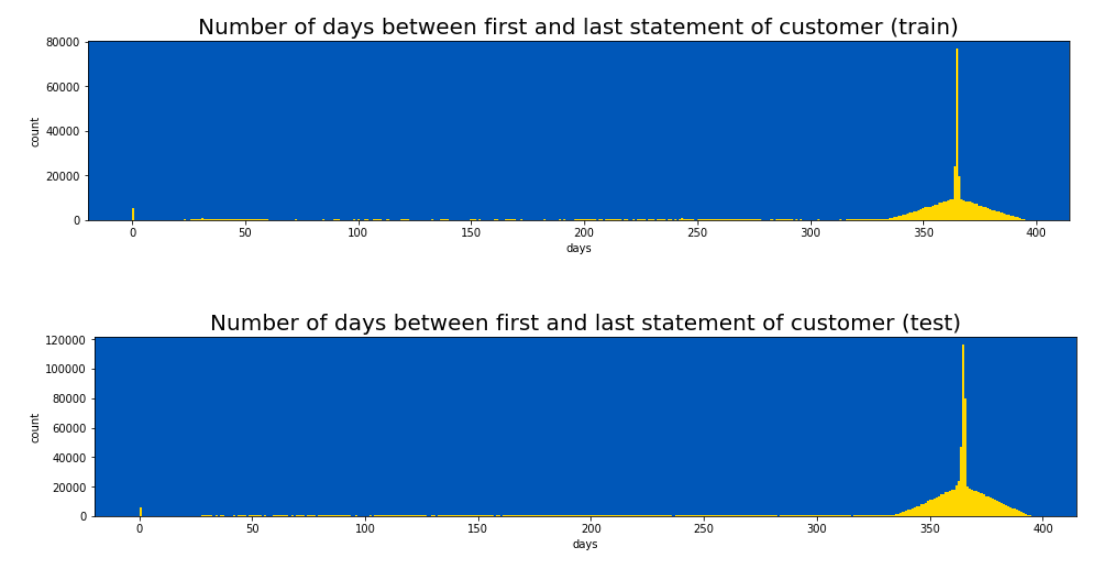 Number of days between first and last statement of customer (train)
80000
60000
40000
20000
0
count
0 50 100 150 200 250 300 350 400
days
Number of days between first and last statement of customer (test)
120000
100000
80000
60000
40000
20000
0
count
0 50 100 150 200 250 300 350 400
days